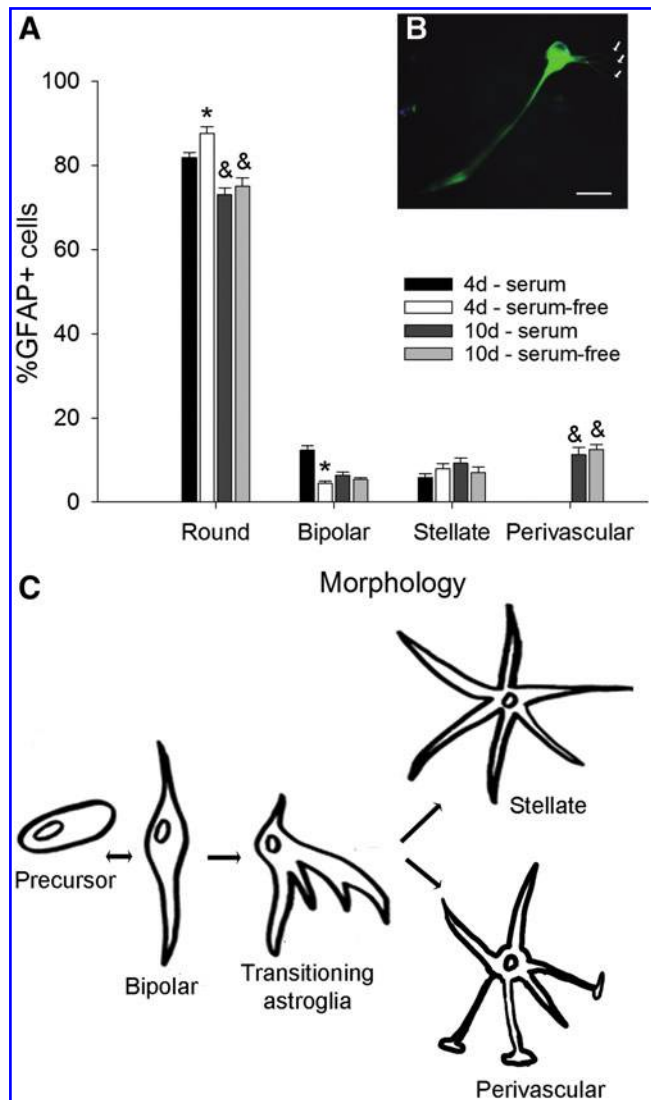 A
B
100
80
60
40
20
0
%GFAP+ cells
*
&
&
*
&
&
4d - serum
4d - serum-free
10d - serum
10d - serum-free
Round
Bipolar
Stellate
Perivascular
Morphology
C
Precursor
Bipolar
Transitioning
astroglia
Stellate
Perivascular